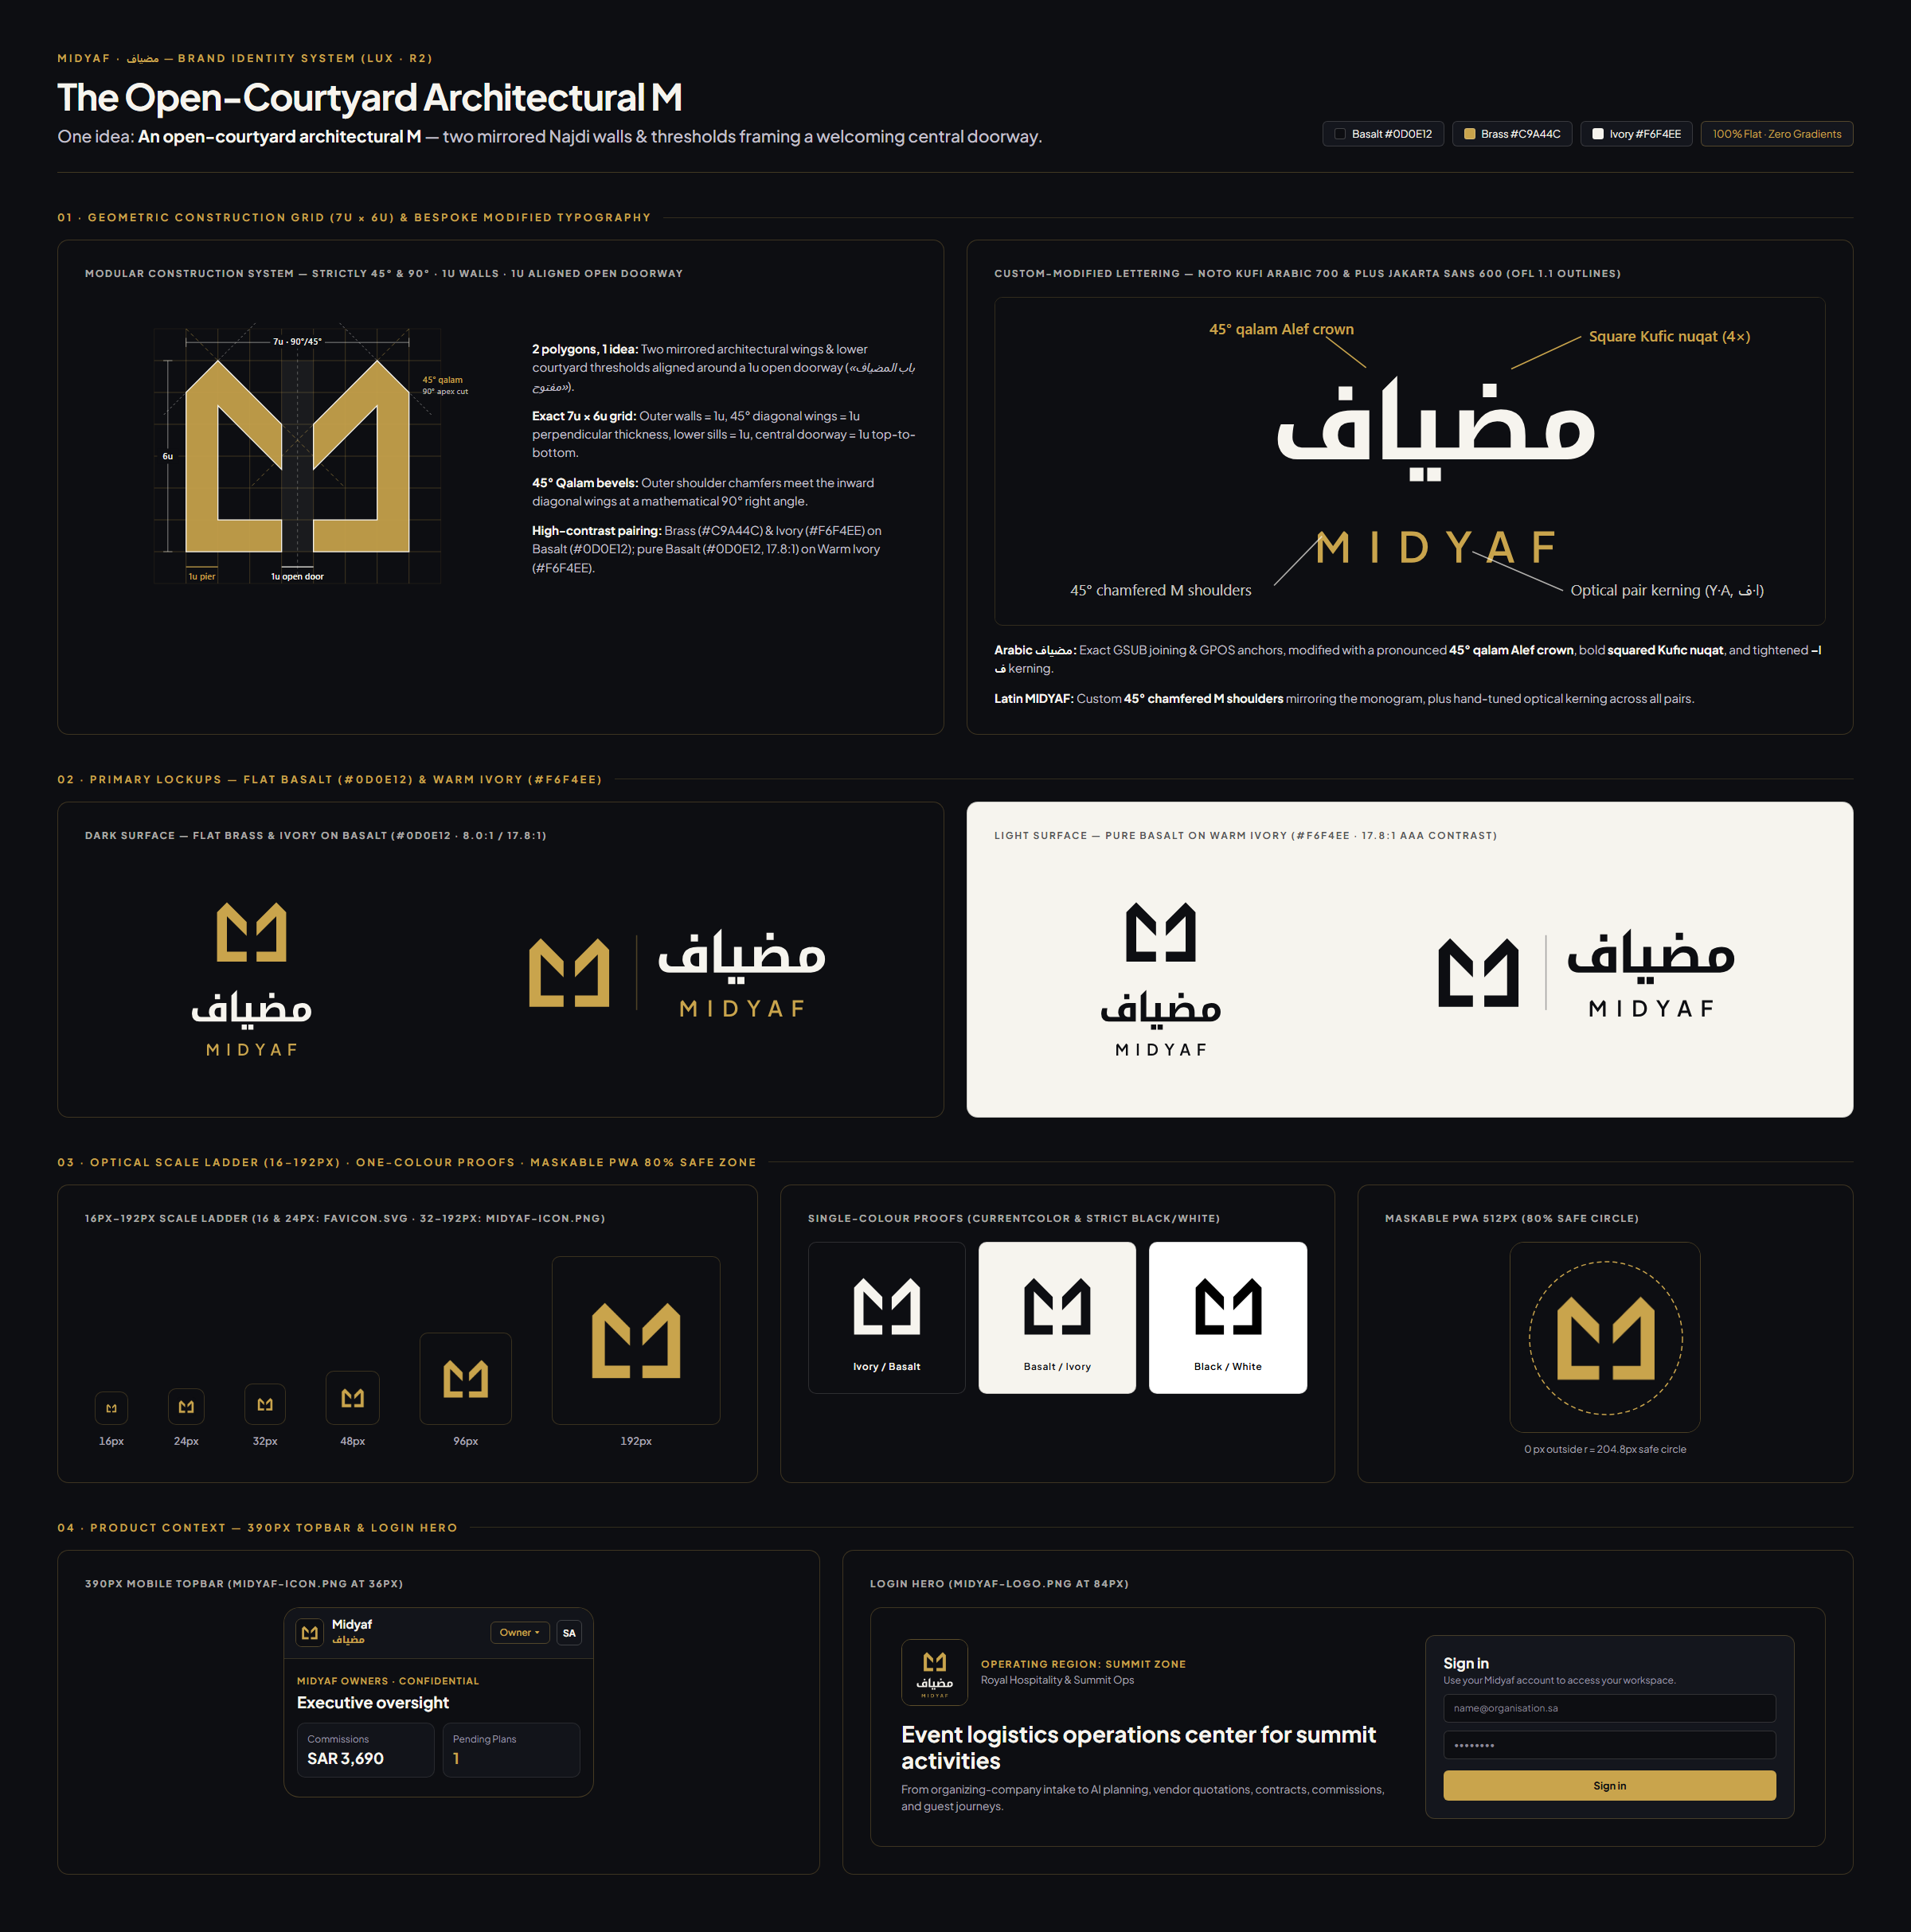 MIDYAF · مضياف — BRAND IDENTITY SYSTEM (LUX · R2)
The Open-Courtyard Architectural M
One idea: An open-courtyard architectural M — two mirrored Najdi walls & thresholds framing a welcoming central doorway.
Basalt #0D0E12
Brass #C9A44C
Ivory #F6F4EE
100% Flat · Zero Gradients
01 · GEOMETRIC CONSTRUCTION GRID (7U × 6U) & BESPOKE MODIFIED TYPOGRAPHY
MODULAR CONSTRUCTION SYSTEM — STRICTLY 45° & 90° · 1U WALLS · 1U ALIGNED OPEN DOORWAY
7u · 90°/45°
45° qalam
90° apex cut
6u
1u pier
1u open door
2 polygons, 1 idea: Two mirrored architectural wings & lower
courtyard thresholds aligned around a 1u open doorway («باب المضياف
مفتوح»).
Exact 7u × 6u grid: Outer walls = 1u, 45° diagonal wings = 1u
perpendicular thickness, lower sills = 1u, central doorway = 1u top-to-
bottom.
45° Qalam bevels: Outer shoulder chamfers meet the inward
diagonal wings at a mathematical 90° right angle.
High-contrast pairing: Brass (#C9A44C) & Ivory (#F6F4EE) on
Basalt (#0D0E12); pure Basalt (#0D0E12, 17.8:1) on Warm Ivory
(#F6F4EE).
CUSTOM-MODIFIED LETTERING — NOTO KUFI ARABIC 700 & PLUS JAKARTA SANS 600 (OFL 1.1 OUTLINES)
45° qalam Alef crown
Square Kufic nuqat (4×)
مضياف
MIDYAF
45° chamfered M shoulders
Optical pair kerning (Y·A, ا·ف)
Arabic مضياف: Exact GSUB joining & GPOS anchors, modified with a pronounced 45° qalam Alef crown, bold squared Kufic nuqat, and tightened ا–
ف kerning.
Latin MIDYAF: Custom 45° chamfered M shoulders mirroring the monogram, plus hand-tuned optical kerning across all pairs.
02 · PRIMARY LOCKUPS — FLAT BASALT (#0D0E12) & WARM IVORY (#F6F4EE)
DARK SURFACE — FLAT BRASS & IVORY ON BASALT (#0D0E12 · 8.0:1 / 17.8:1)
مضياف
MIDYAF
مضياف
MIDYAF
LIGHT SURFACE — PURE BASALT ON WARM IVORY (#F6F4EE · 17.8:1 AAA CONTRAST)
مضياف
MIDYAF
مضياف
MIDYAF
03 · OPTICAL SCALE LADDER (16–192PX) · ONE-COLOUR PROOFS · MASKABLE PWA 80% SAFE ZONE
16PX–192PX SCALE LADDER (16 & 24PX: FAVICON.SVG · 32–192PX: MIDYAF-ICON.PNG)
16px
24px
32px
48px
96px
192px
SINGLE-COLOUR PROOFS (CURRENTCOLOR & STRICT BLACK/WHITE)
Ivory / Basalt
Basalt / Ivory
Black / White
MASKABLE PWA 512PX (80% SAFE CIRCLE)
0 px outside r = 204.8px safe circle
04 · PRODUCT CONTEXT — 390PX TOPBAR & LOGIN HERO
390PX MOBILE TOPBAR (MIDYAF-ICON.PNG AT 36PX)
Midyaf
مضياف
Owner
SA
MIDYAF OWNERS · CONFIDENTIAL
Executive oversight
Commissions
SAR 3,690
Pending Plans
1
LOGIN HERO (MIDYAF-LOGO.PNG AT 84PX)
مضياف
MIDYAF
OPERATING REGION: SUMMIT ZONE
Royal Hospitality & Summit Ops
Event logistics operations center for summit
activities
From organizing-company intake to AI planning, vendor quotations, contracts, commissions,
and guest journeys.
Sign in
Use your Midyaf account to access your workspace.
name@organisation.sa
••••••••
Sign in